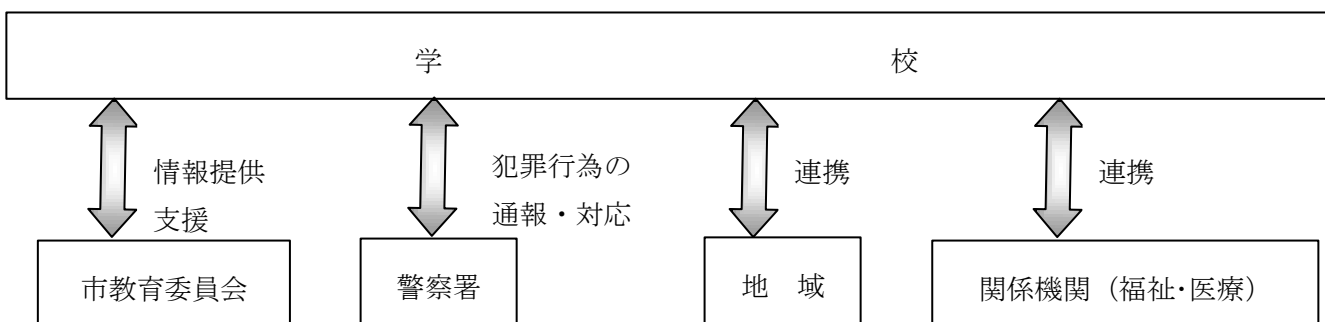 学　校
情報提供
支援
犯罪行為の
通報・対応
連携
連携
市教育委員会
警察署
地　域
関係機関（福祉・医療）